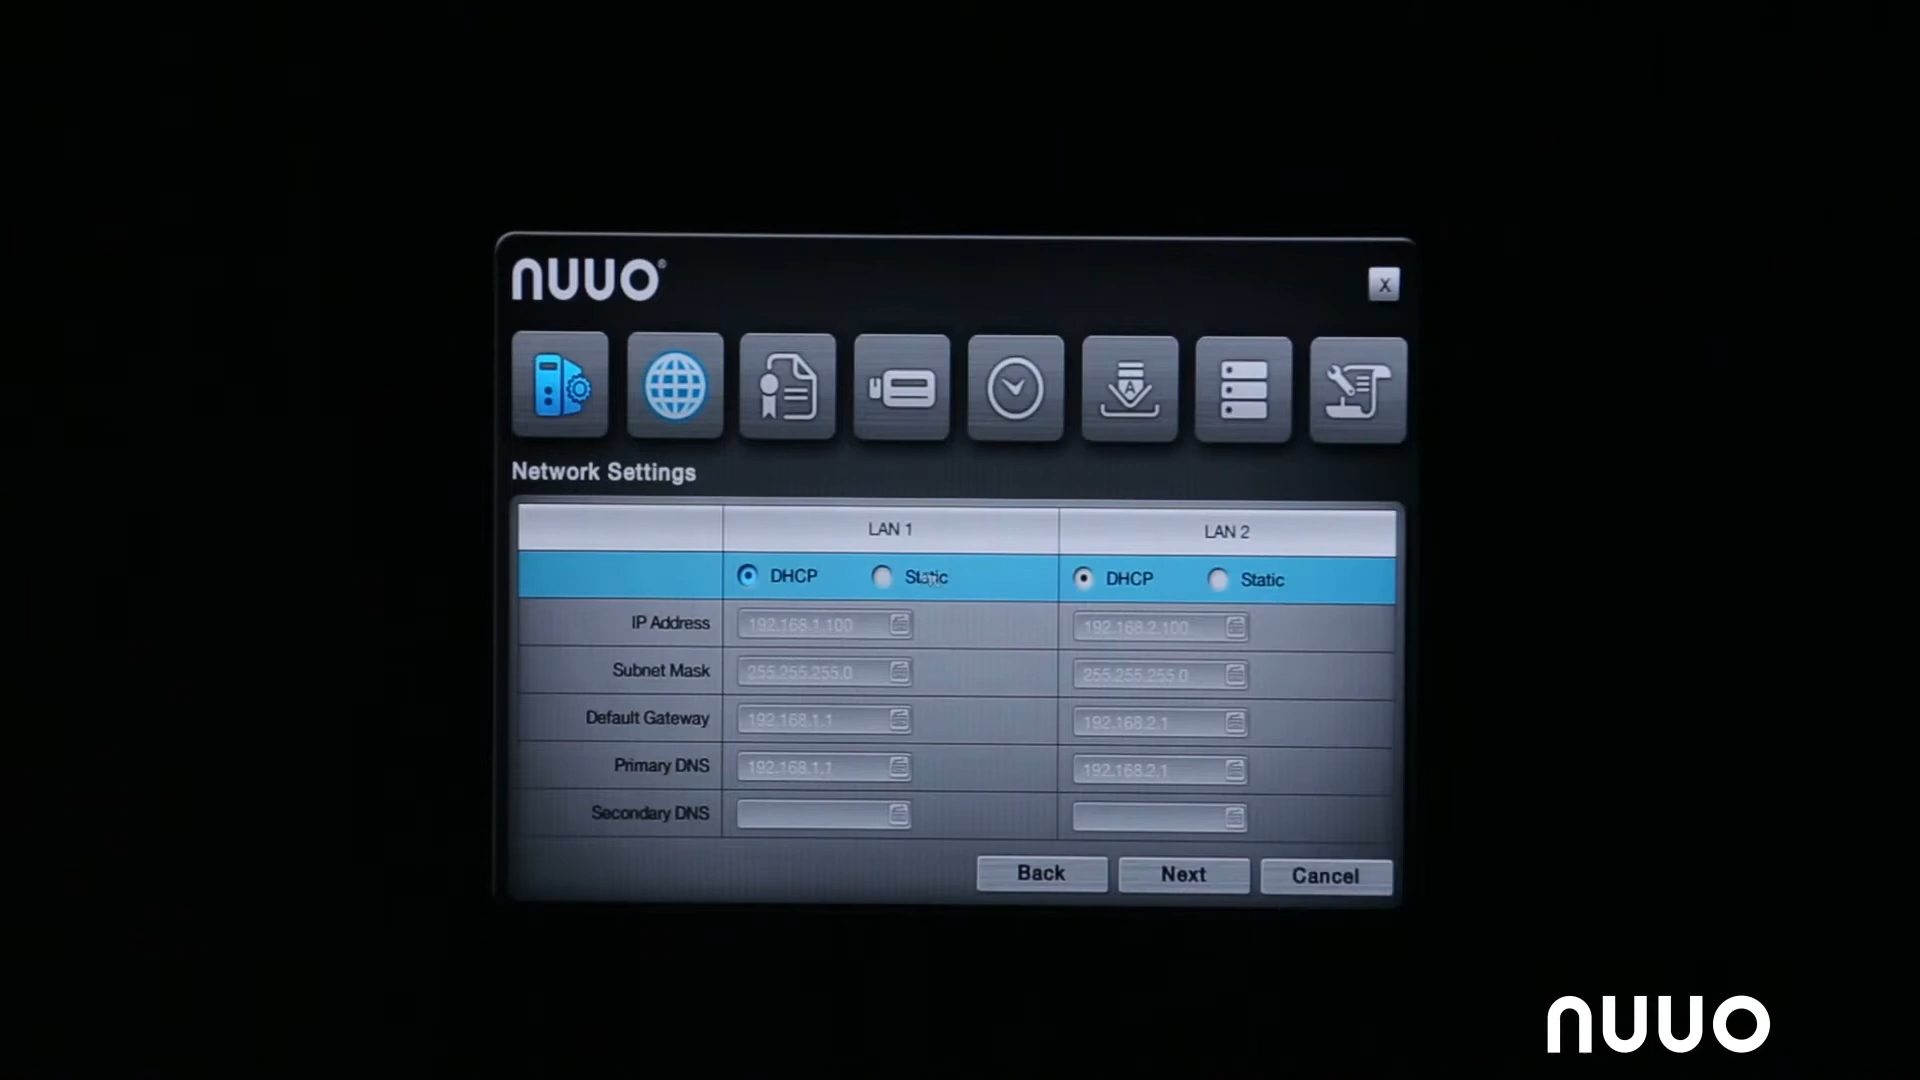 nuuo®
X
A
Network Settings
LAN 1 LAN 2
DHCP Static DHCP Static
IP Address 192.168.1.100 192.168.2.100
Subnet Mask 255.255.255.0 255.255.255.0
Default Gateway 192.168.1.1 192.168.2.1
Primary DNS 192.168.1.1 192.168.2.1
Secondary DNS
Back Next Cancel
nuuo